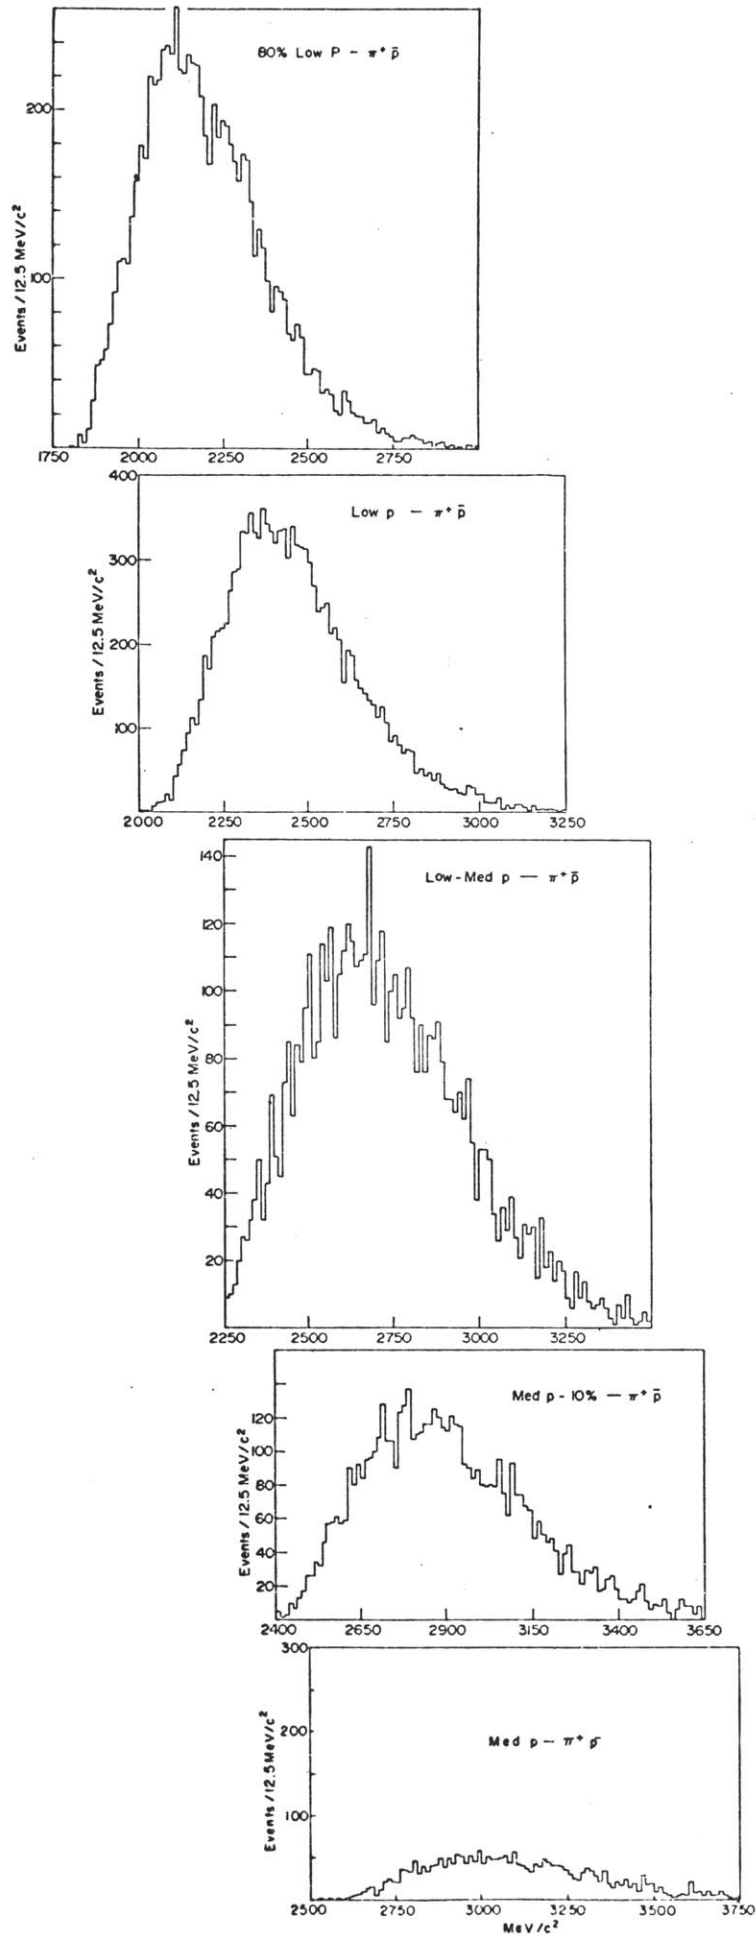 80% Low P - π⁺ p̄
200
100
Events / 12.5 MeV/c²
1750 2000 2250 2500 2750
400
Low p — π⁺ p̄
300
200
100
Events / 12.5 MeV/c²
2000 2250 2500 2750 3000 3250
140
Low-Med p — π⁺ p̄
120
100
80
60
40
20
Events / 12.5 MeV/c²
2250 2500 2750 3000 3250
Med p - 10% — π⁺ p̄
120
100
80
60
40
20
Events / 12.5 MeV/c²
2400 2650 2900 3150 3400 3650
300
200
Med p — π⁺ p̄
100
Events / 12.5 MeV/c²
2500 2750 3000 3250 3500 3750
MeV/c²